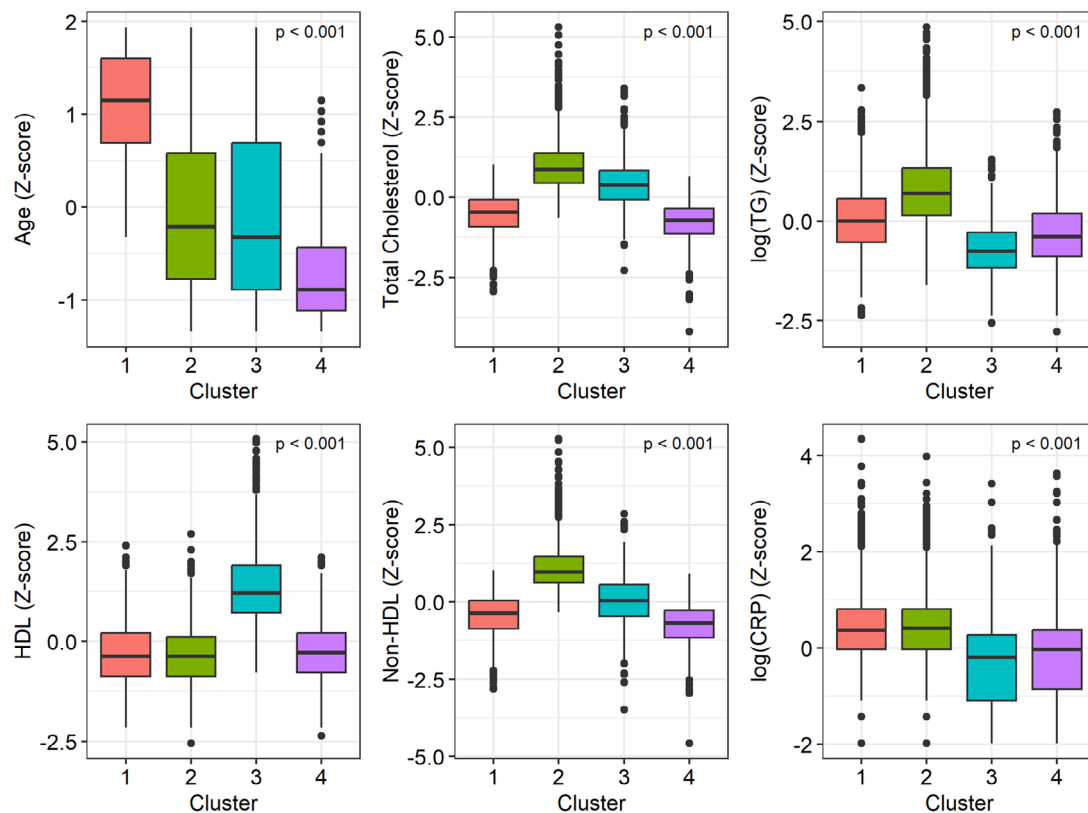 p < 0.001
Age (Z-score)
2
1
0
-1
1 2 3 4
Cluster
p < 0.001
Total Cholesterol (Z-score)
5.0
2.5
0.0
-2.5
1 2 3 4
Cluster
p < 0.001
log(TG) (Z-score)
5.0
2.5
0.0
-2.5
1 2 3 4
Cluster
p < 0.001
HDL (Z-score)
5.0
2.5
0.0
-2.5
1 2 3 4
Cluster
p < 0.001
Non-HDL (Z-score)
5.0
2.5
0.0
-2.5
-5.0
1 2 3 4
Cluster
p < 0.001
log(CRP) (Z-score)
4
2
0
-2
1 2 3 4
Cluster